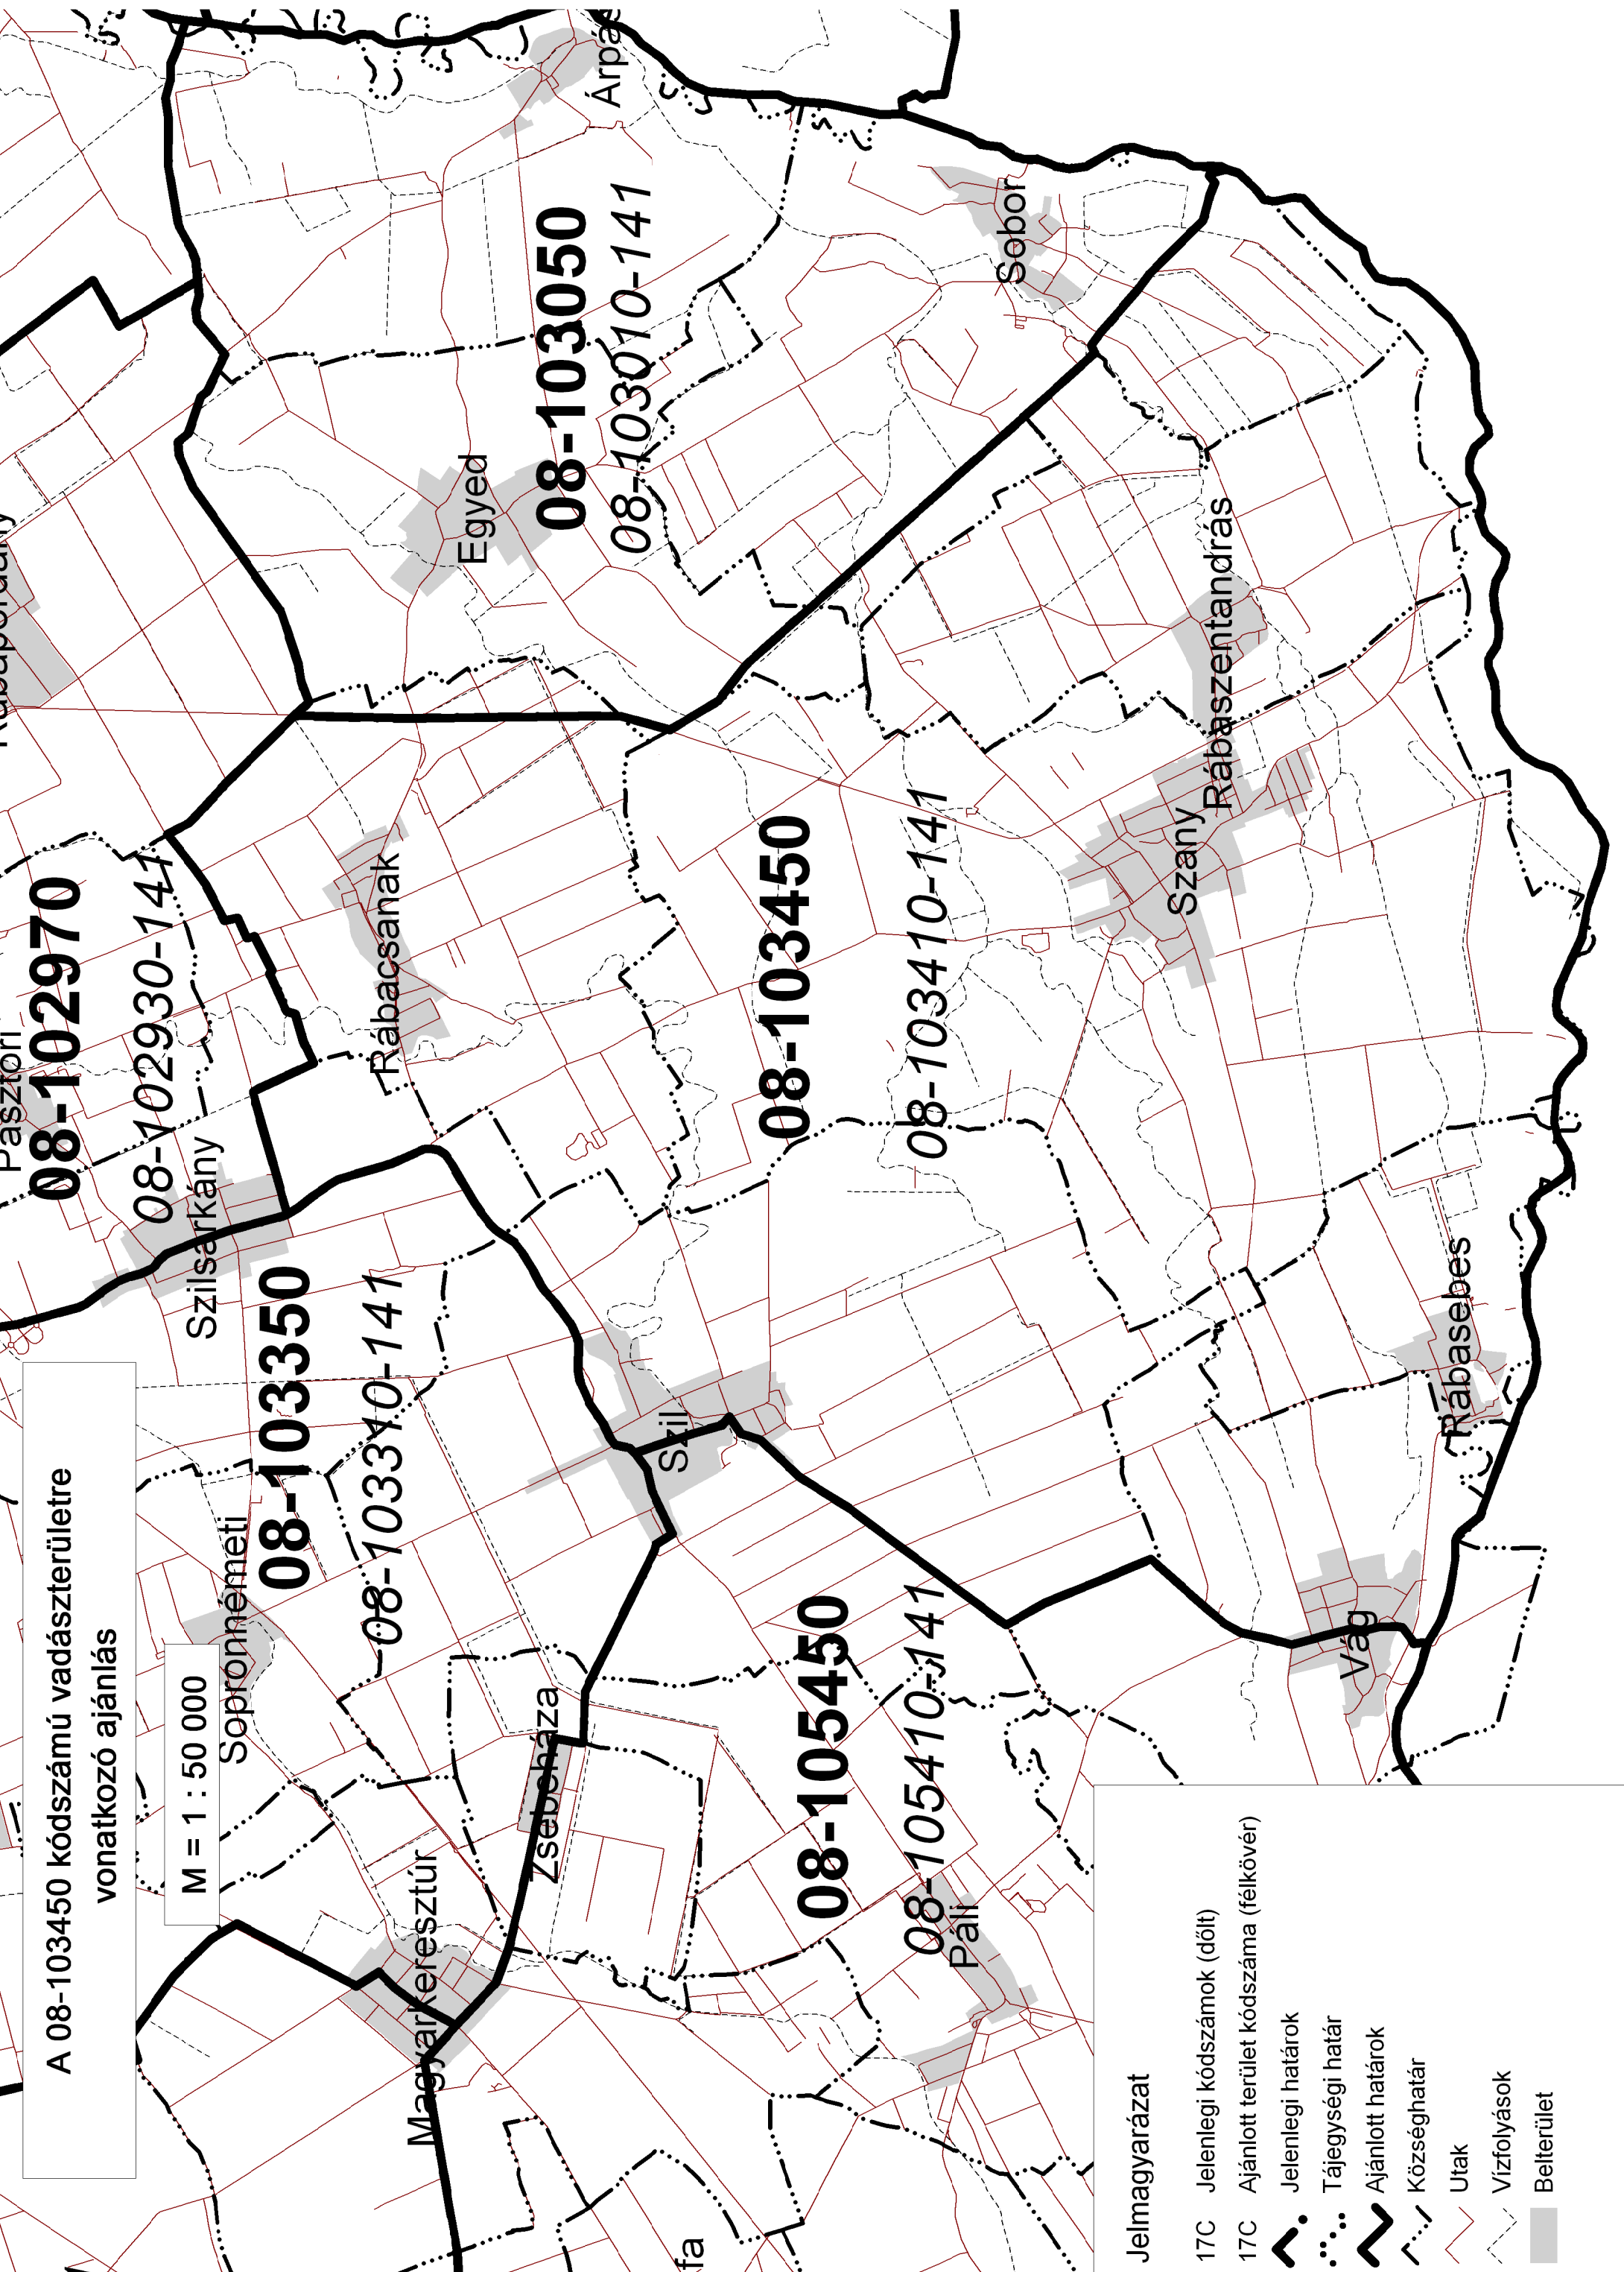 A 08-103450 kódszámú vadászterületre
vonatkozó ajánlás
M = 1 : 50 000
Pásztori
08-102970
08-102930-141
Szilsárkány
08-103350
08-103310-141
Sopronnémeti
Rábacsanak
Egyed
08-103050
08-103010-141
Sobor
Szil
Zsebeháza
Magyarkeresztúr
08-103450
08-103410-141
Szany
Rábaszentandrás
08-105450
08-105410-141
Páli
Vág
Rábasebes
fa
Árpás
Jelmagyarázat
17C Jelenlegi kódszámok (dőlt)
17C Ajánlott terület kódszáma (félkövér)
Jelenlegi határok
Tájegységi határ
Ajánlott határok
Községhatár
Utak
Vízfolyások
Belterület